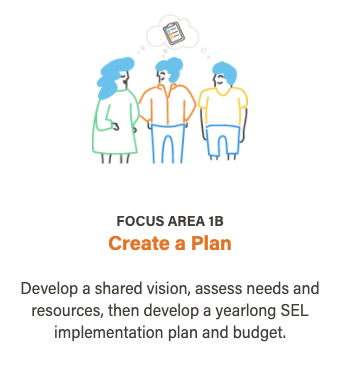 FOCUS AREA 1B
Create a Plan
Develop a shared vision, assess needs and
resources, then develop a yearlong SEL
implementation plan and budget.